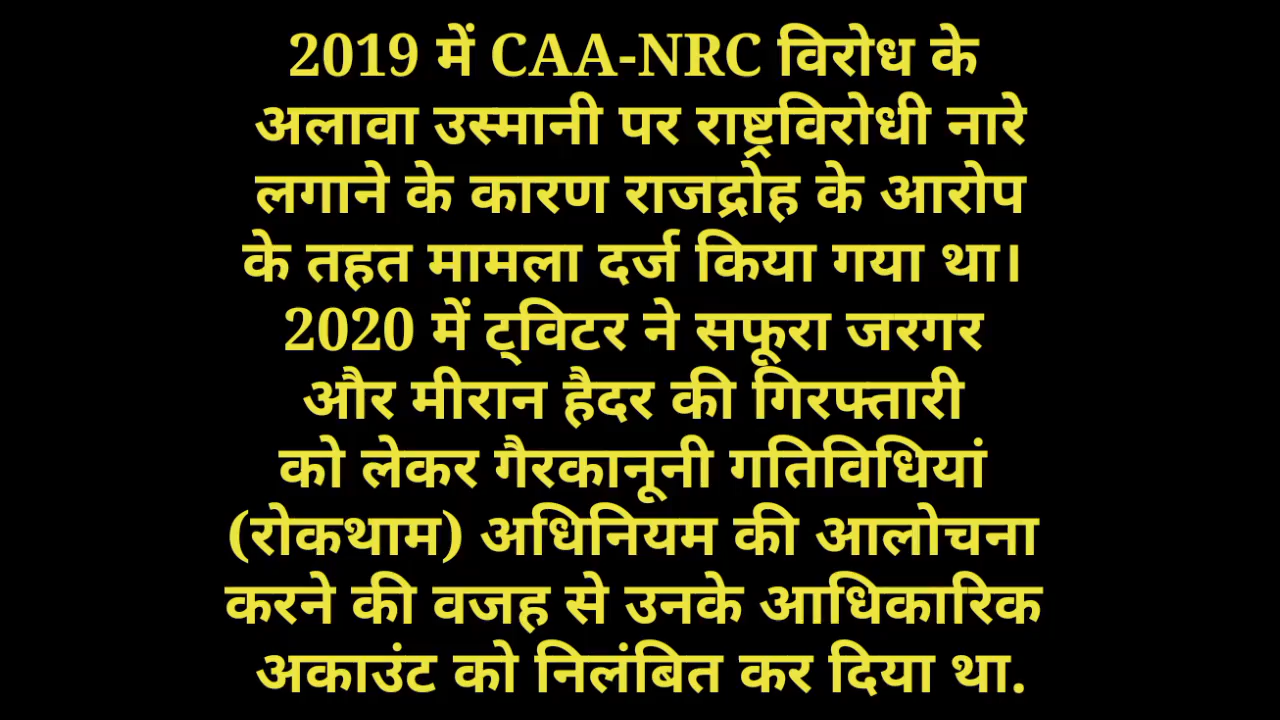 2019 में CAA-NRC विरोध के
अलावा उस्मानी पर राष्ट्रविरोधी नारे
लगाने के कारण राजद्रोह के आरोप
के तहत मामला दर्ज किया गया था।
2020 में ट्विटर ने सफूरा जरगर
और मीरान हैदर की गिरफ्तारी
को लेकर गैरकानूनी गतिविधियां
(रोकथाम) अधिनियम की आलोचना
करने की वजह से उनके आधिकारिक
अकाउंट को निलंबित कर दिया था.